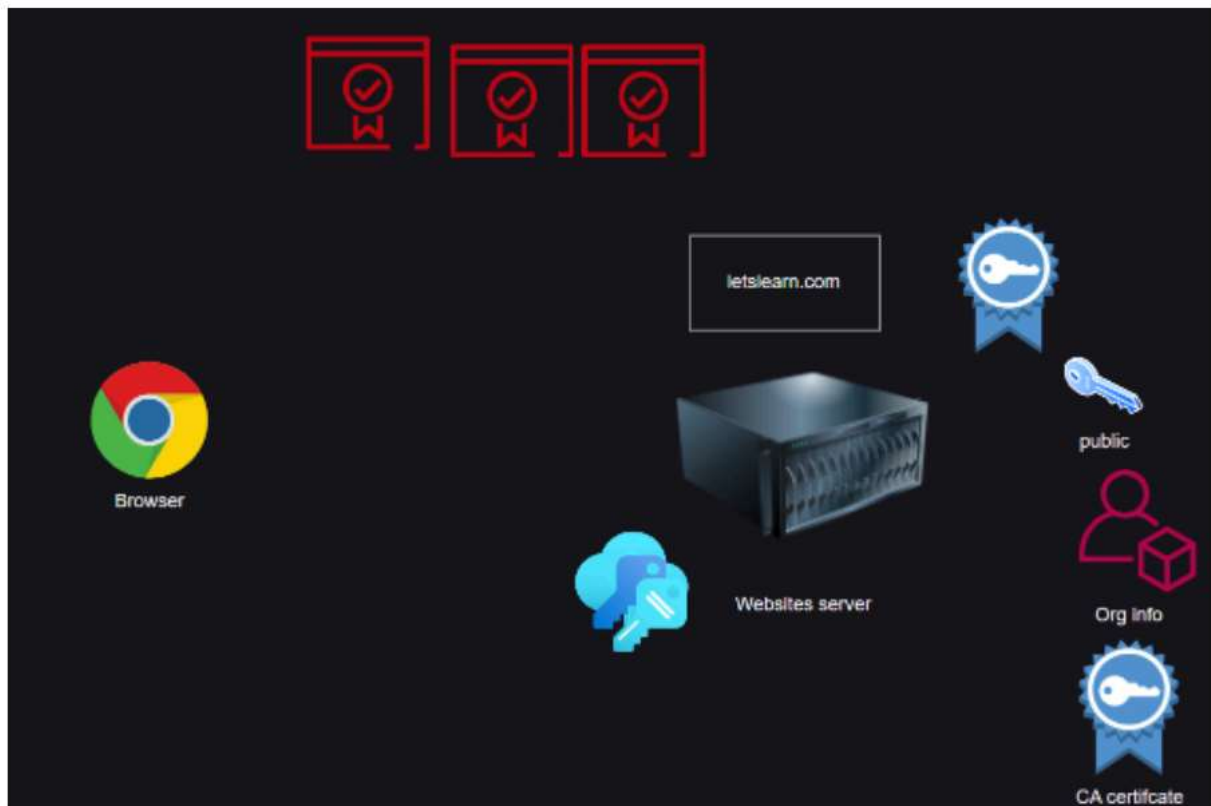 letslearn.com
public
Browser
Websites server
Org info
CA certifcate